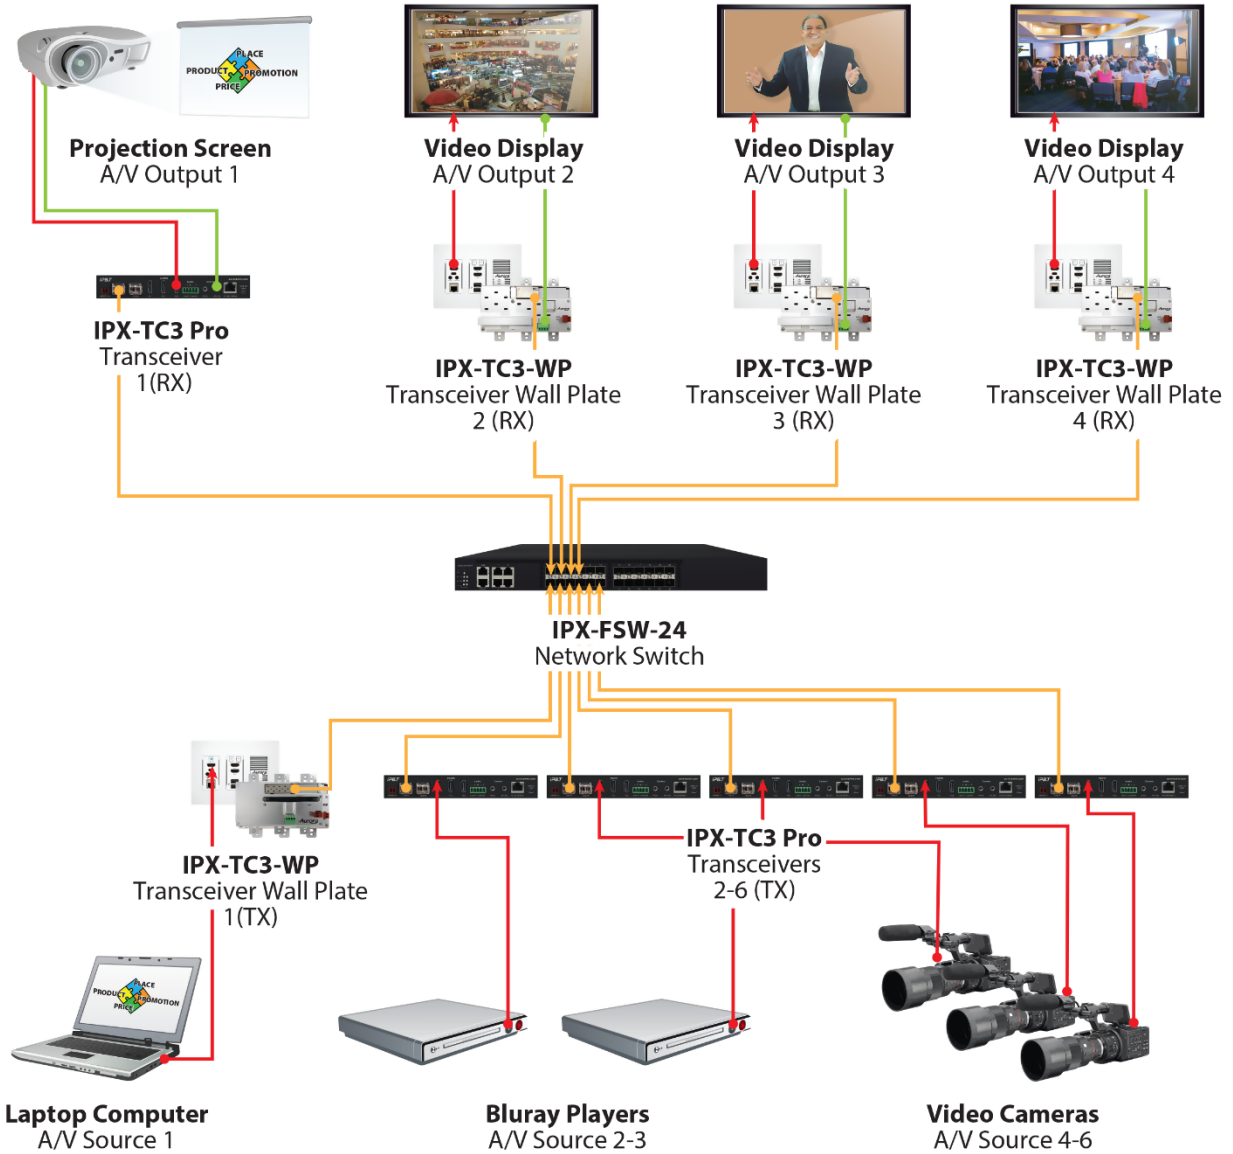 PLACE
PRODUCT PROMOTION
PRICE
Projection Screen
A/V Output 1
Video Display
A/V Output 2
Video Display
A/V Output 3
Video Display
A/V Output 4
IPX-TC3 Pro
Transceiver
1(RX)
IPX-TC3-WP
Transceiver Wall Plate
2 (RX)
IPX-TC3-WP
Transceiver Wall Plate
3 (RX)
IPX-TC3-WP
Transceiver Wall Plate
4 (RX)
IPX-FSW-24
Network Switch
IPX-TC3-WP
Transceiver Wall Plate
1(TX)
IPX-TC3 Pro
Transceivers
2-6 (TX)
PLACE
PRODUCT PROMOTION
PRICE
Laptop Computer
A/V Source 1
Bluray Players
A/V Source 2-3
Video Cameras
A/V Source 4-6